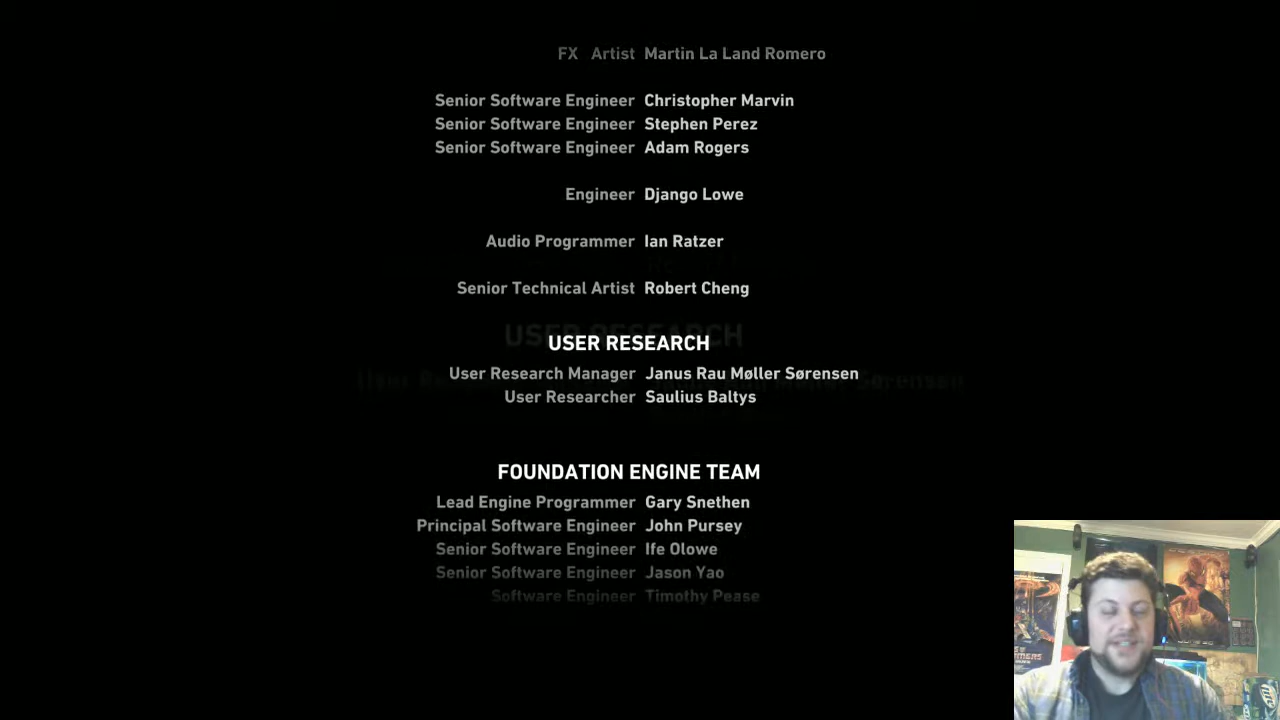 FX Artist Martin La Land Romero
Senior Software Engineer Christopher Marvin
Senior Software Engineer Stephen Perez
Senior Software Engineer Adam Rogers
Engineer Django Lowe
Audio Programmer Ian Ratzer
Senior Technical Artist Robert Cheng
USER RESEARCH
User Research Manager Janus Rau Møller Sørensen
User Researcher Saulius Baltys
FOUNDATION ENGINE TEAM
Lead Engine Programmer Gary Snethen
Principal Software Engineer John Pursey
Senior Software Engineer Ife Olowe
Senior Software Engineer Jason Yao
Software Engineer Timothy Pease